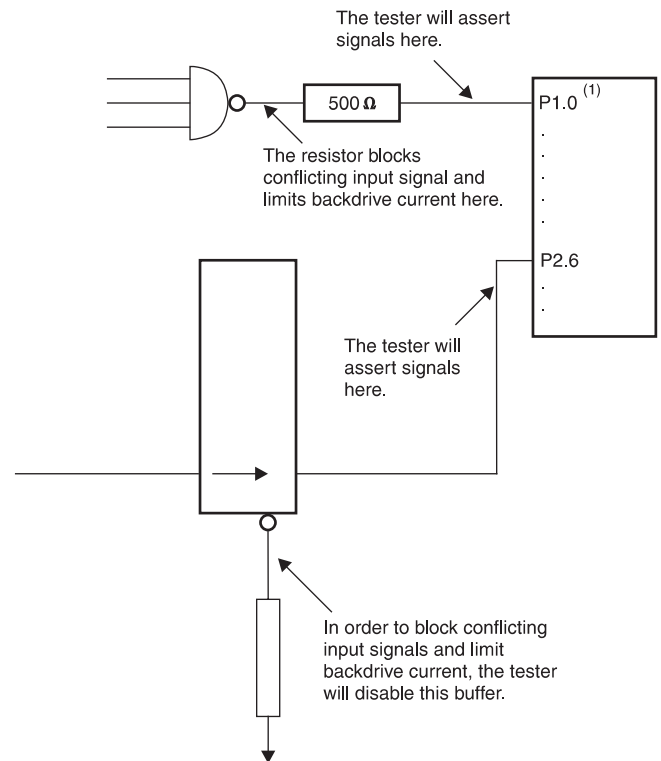 The tester will assert
signals here.
500 Ω
P1.0 (1)
The resistor blocks
conflicting input signal and
limits backdrive current here.
P2.6
The tester will
assert signals
here.
In order to block conflicting
input signals and limit
backdrive current, the tester
will disable this buffer.